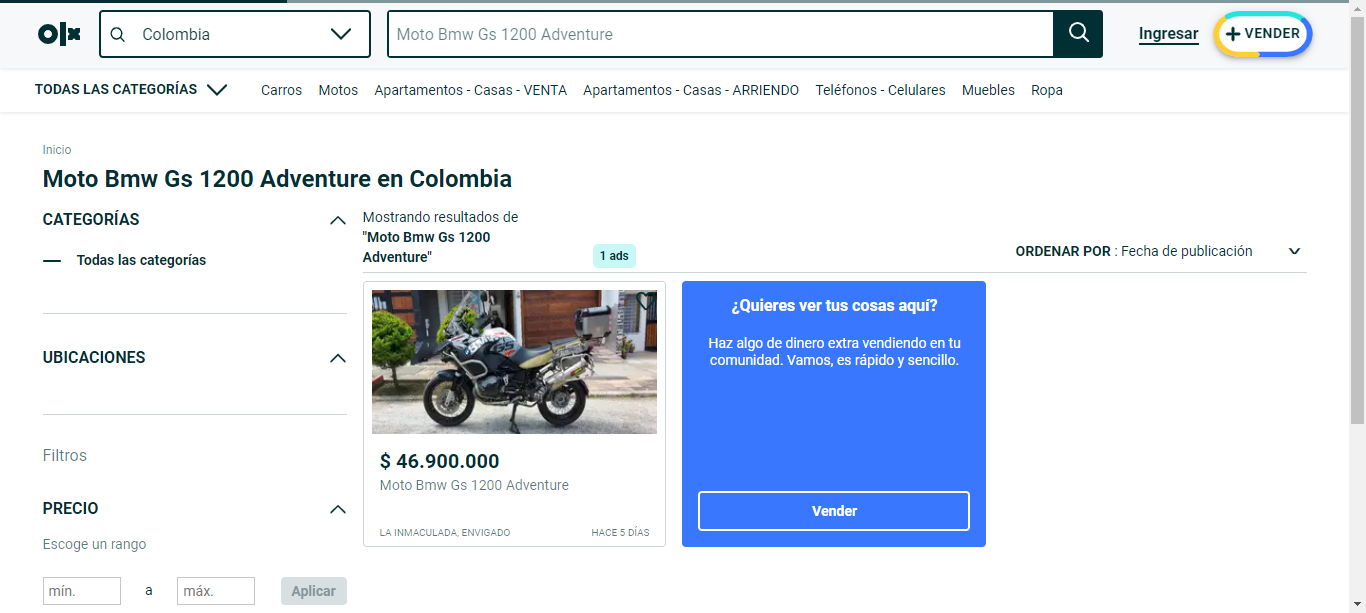 olx
Colombia
Moto Bmw Gs 1200 Adventure
Ingresar
VENDER
TODAS LAS CATEGORÍAS
Carros
Motos
Apartamentos - Casas - VENTA
Apartamentos - Casas - ARRIENDO
Teléfonos - Celulares
Muebles
Ropa
Inicio
Moto Bmw Gs 1200 Adventure en Colombia
CATEGORÍAS
Todas las categorías
UBICACIONES
Filtros
PRECIO
Escoge un rango
mín. a máx. Aplicar
Mostrando resultados de
"Moto Bmw Gs 1200
Adventure"
1 ads
ORDENAR POR : Fecha de publicación
$ 46.900.000
Moto Bmw Gs 1200 Adventure
LA INMACULADA, ENVIGADO
HACE 5 DÍAS
¿Quieres ver tus cosas aquí?
Haz algo de dinero extra vendiendo en tu
comunidad. Vamos, es rápido y sencillo.
Vender